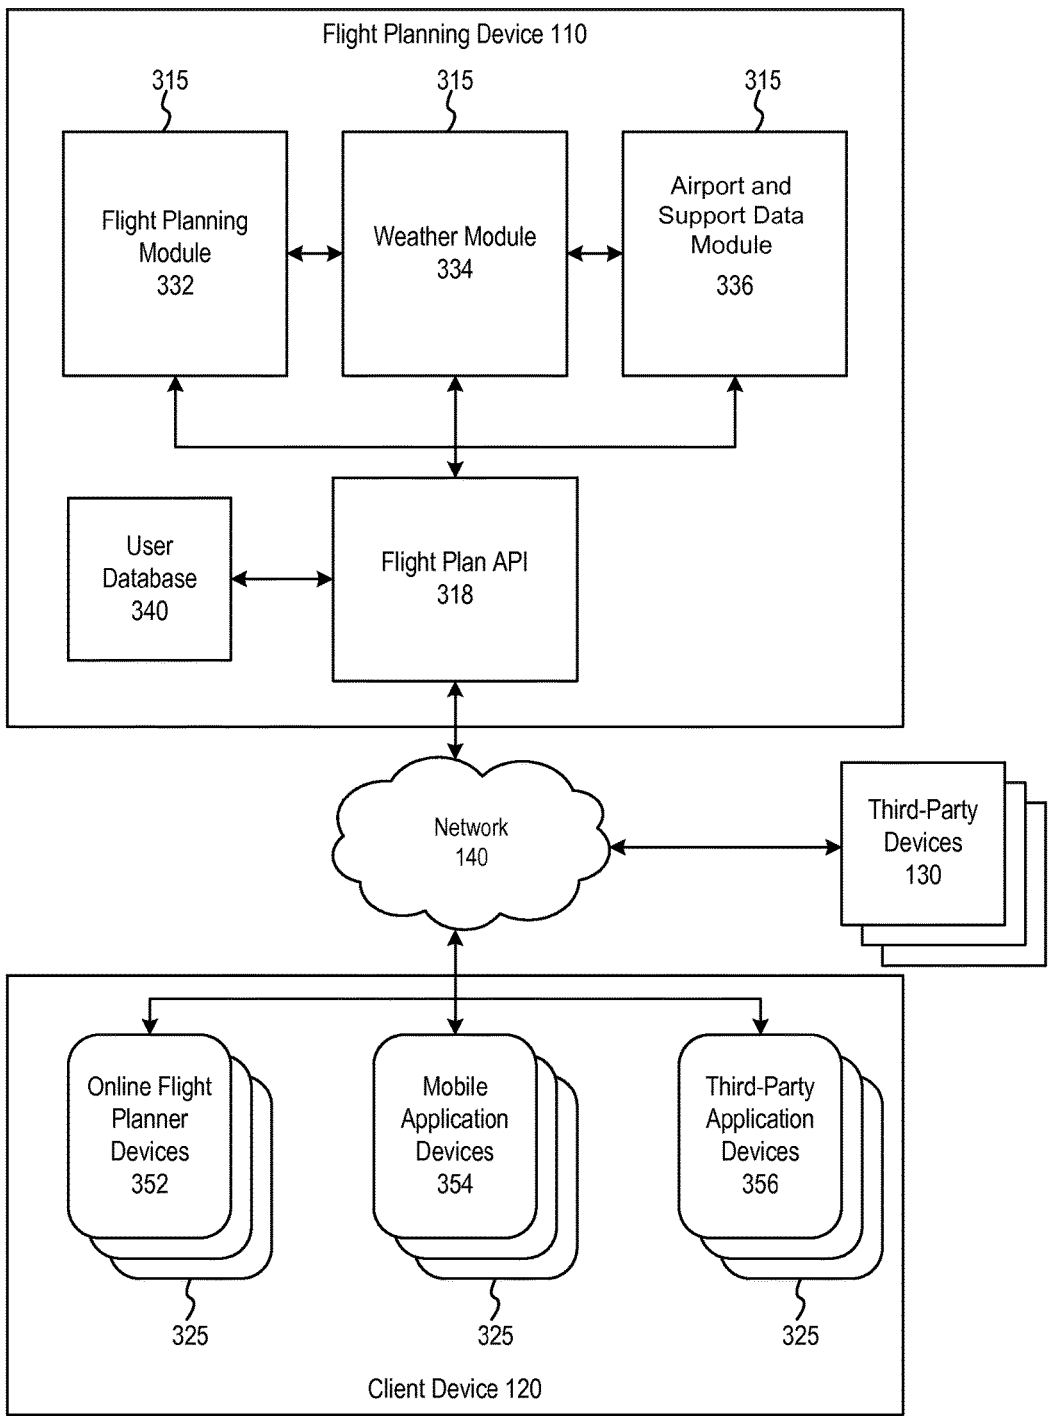 Flight Planning Device 110
315
315
315
Flight Planning
Module
332
Weather Module
334
Airport and
Support Data
Module
336
User
Database
340
Flight Plan API
318
Network
140
Third-Party
Devices
130
Online Flight
Planner
Devices
352
Mobile
Application
Devices
354
Third-Party
Application
Devices
356
325
325
325
Client Device 120